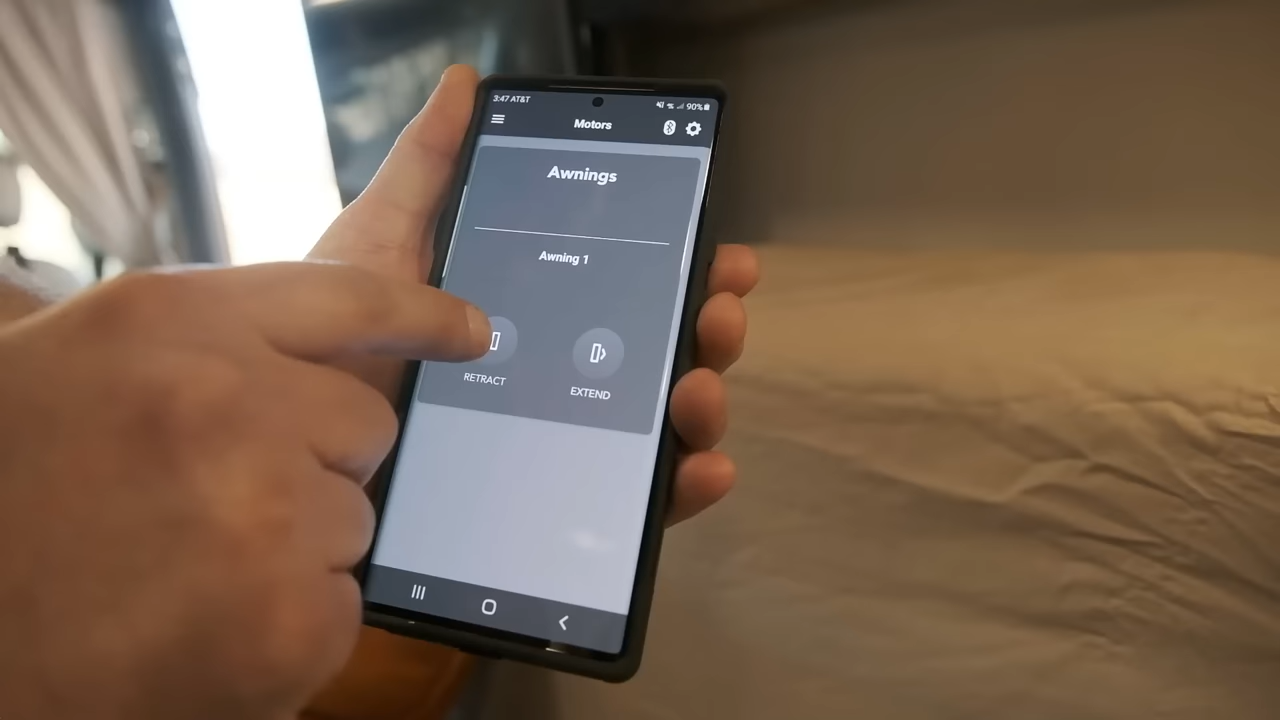 3:47 AT&T 90%
Motors
Awnings
Awning 1
RETRACT EXTEND